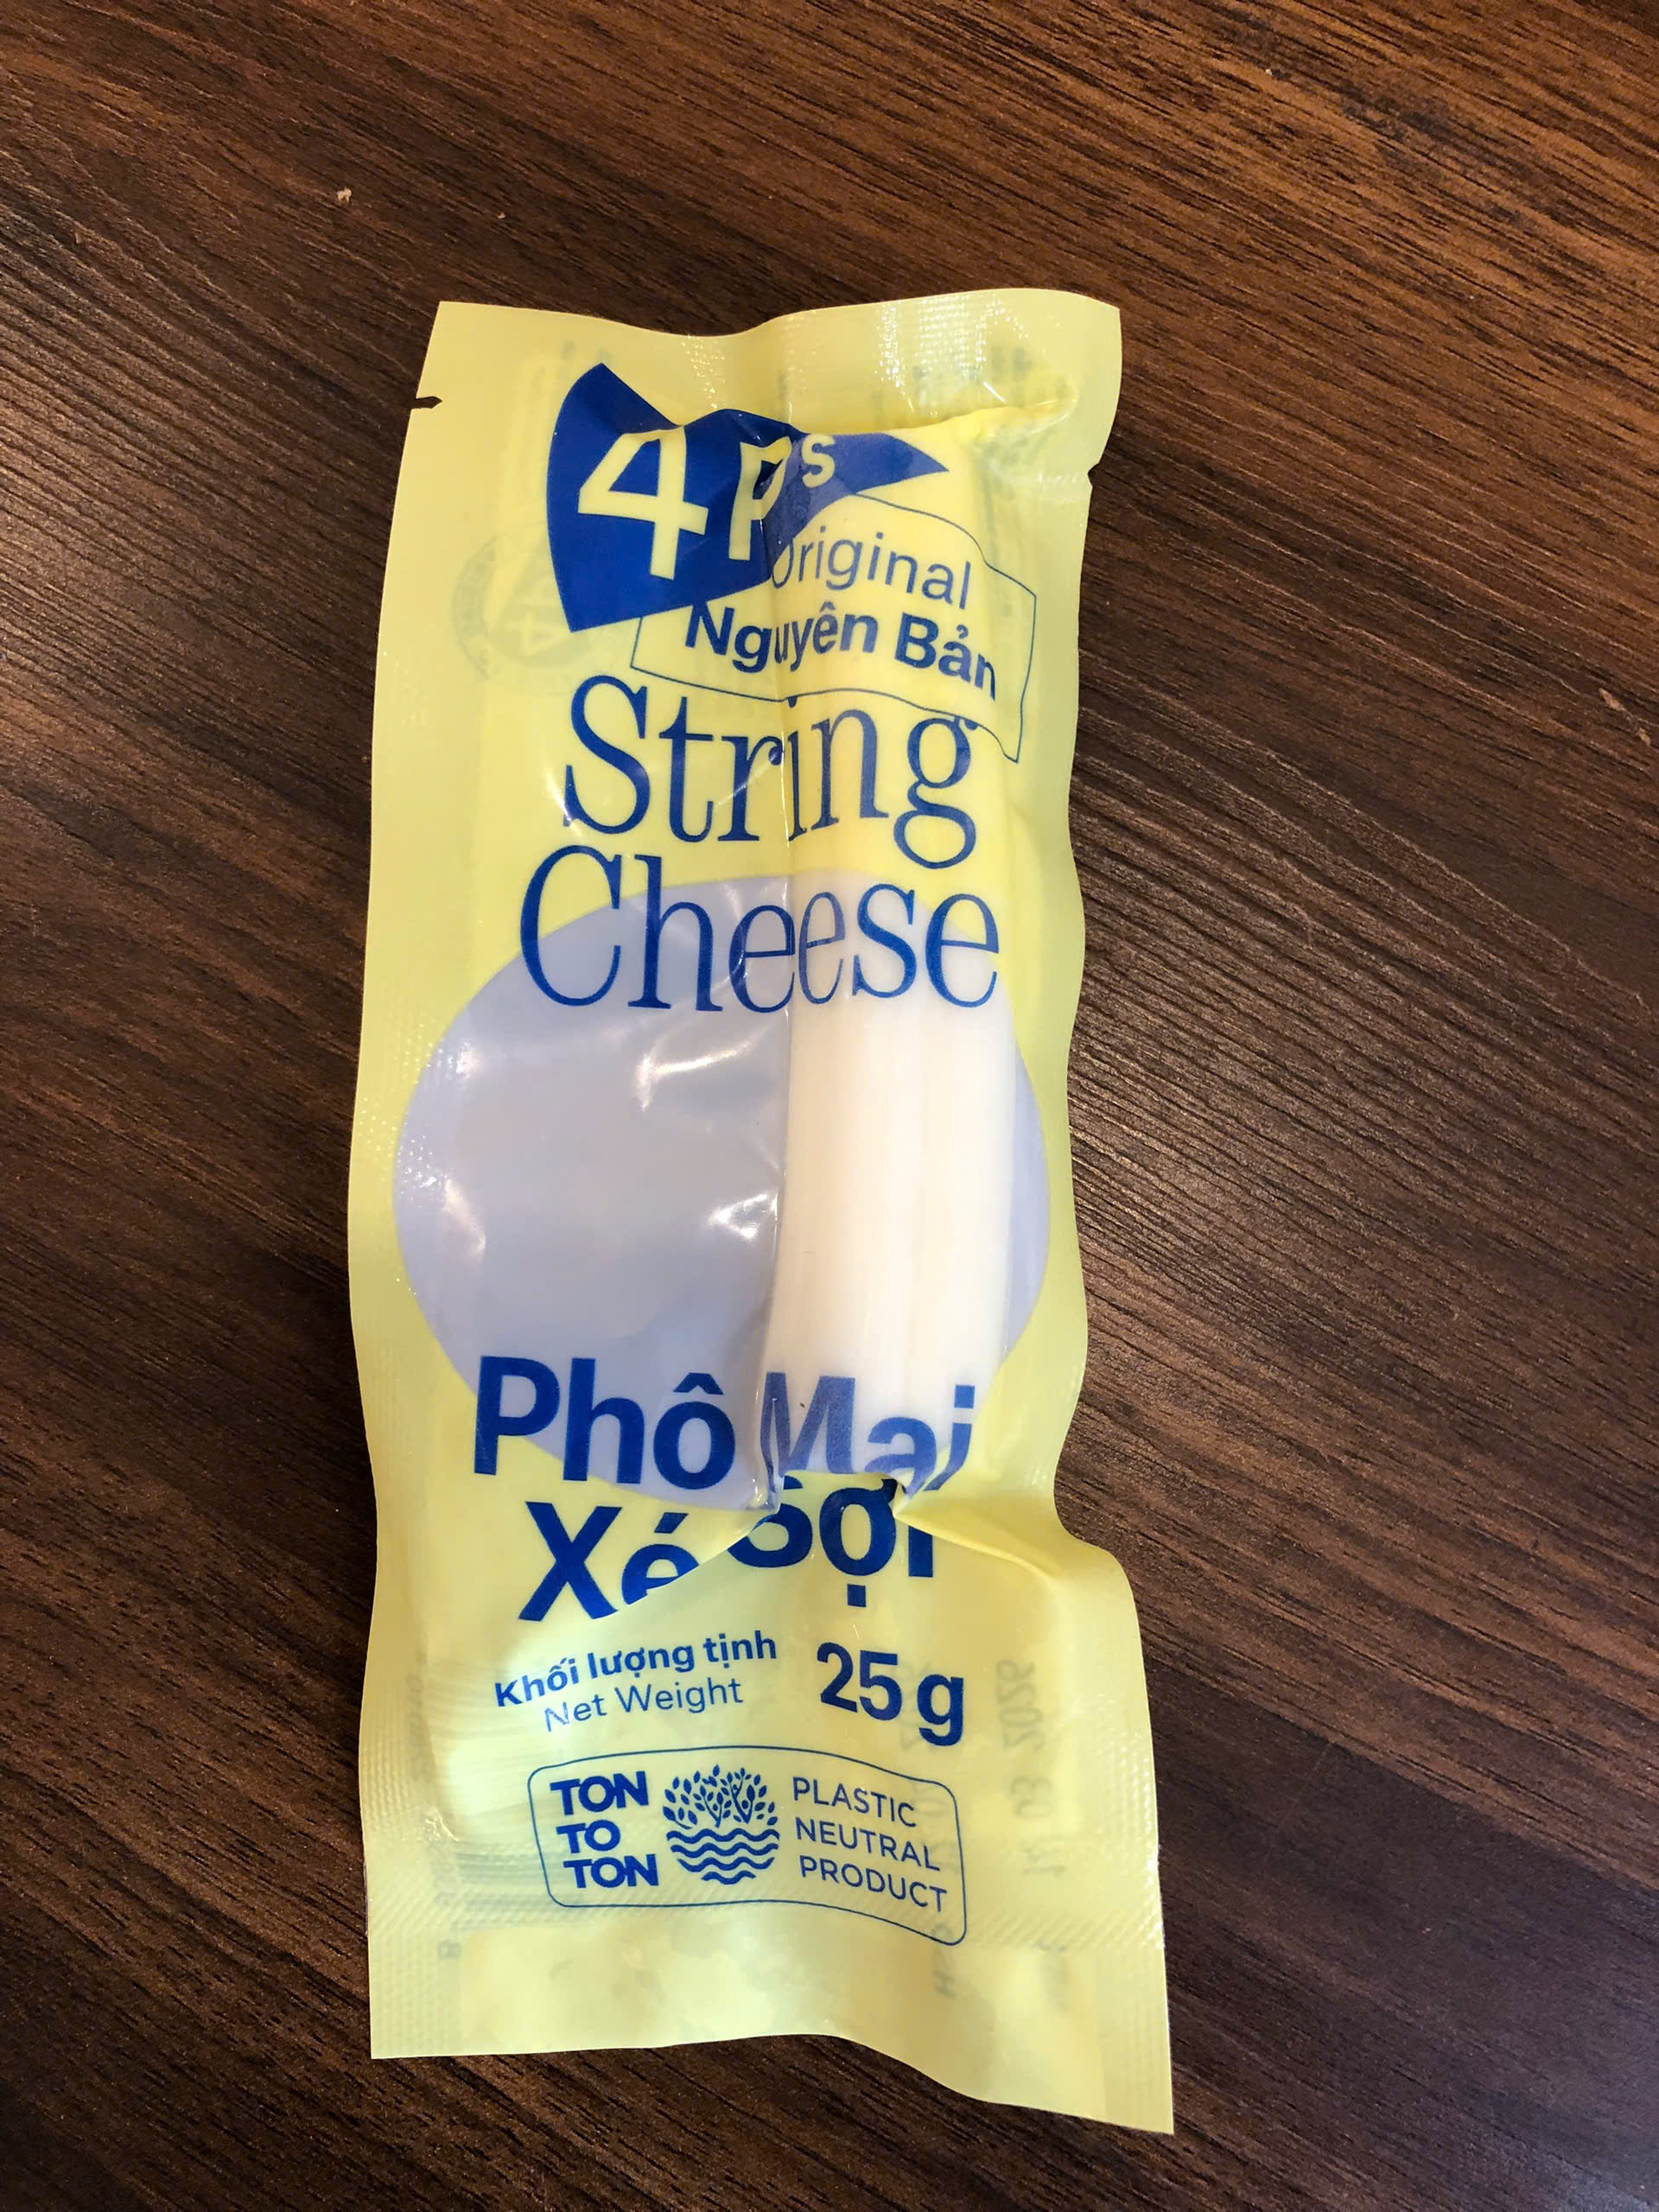 4Ps
Original
Nguyên Bản
String
Cheese
Phô Mai
Xé Sợi
Khối lượng tịnh
Net Weight
25g
TON
TO
TON
PLASTIC
NEUTRAL
PRODUCT